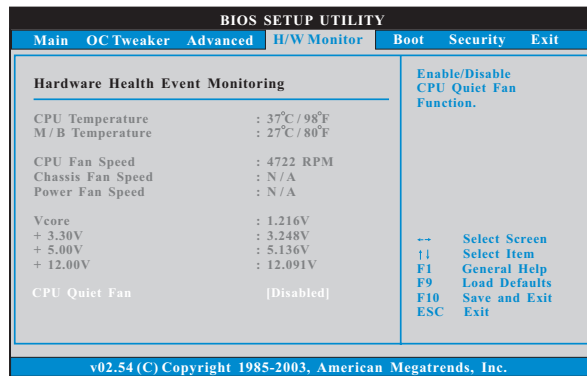 BIOS SETUP UTILITY
Main OC Tweaker Advanced H/W Monitor Boot Security Exit
Hardware Health Event Monitoring
CPU Temperature : 37°C / 98°F
M / B Temperature : 27°C / 80°F
CPU Fan Speed : 4722 RPM
Chassis Fan Speed : N / A
Power Fan Speed : N / A
Vcore : 1.216V
+ 3.30V : 3.248V
+ 5.00V : 5.136V
+ 12.00V : 12.091V
CPU Quiet Fan [Disabled]
Enable/Disable
CPU Quiet Fan
Function.
←→ Select Screen
↑↓ Select Item
F1 General Help
F9 Load Defaults
F10 Save and Exit
ESC Exit
v02.54 (C) Copyright 1985-2003, American Megatrends, Inc.